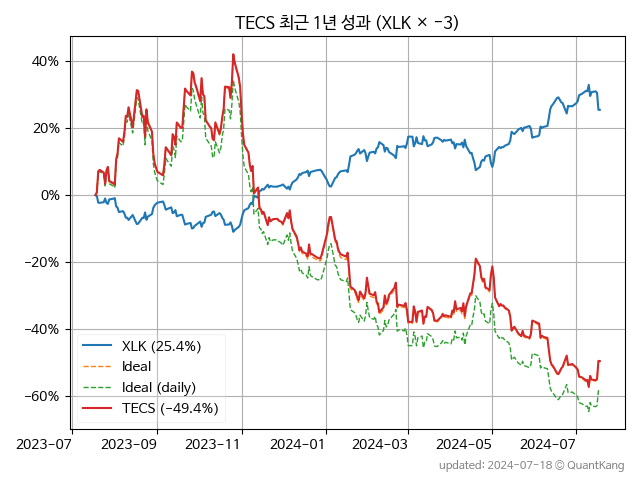 TECS 최근 1년 성과 (XLK × −3)
40%
20%
0%
−20%
−40%
−60%
XLK (25.4%)
Ideal
Ideal (daily)
TECS (−49.4%)
2023-07 2023-09 2023-11 2024-01 2024-03 2024-05 2024-07
updated: 2024-07-18 © QuantKang